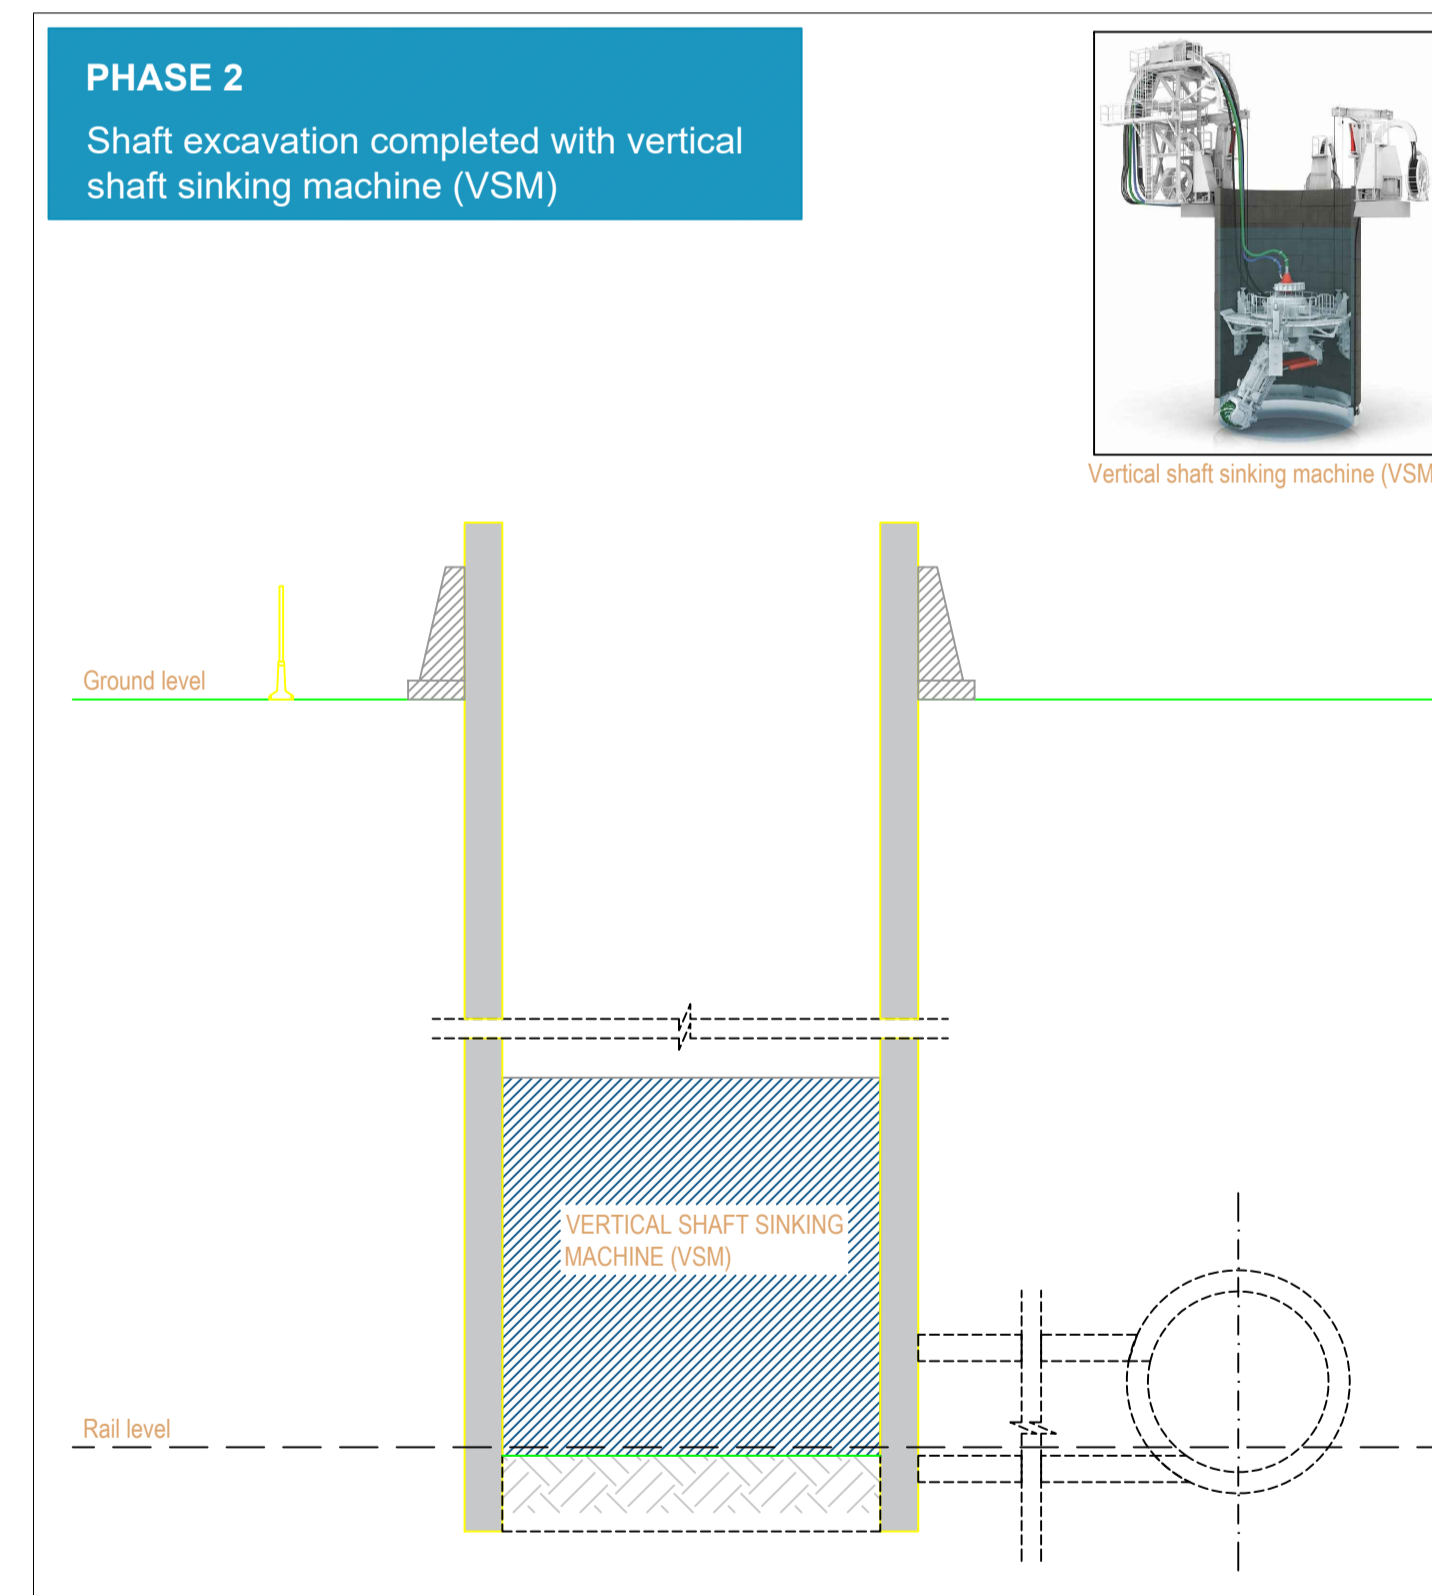 PHASE 2
Shaft excavation completed with vertical
shaft sinking machine (VSM)
Vertical shaft sinking machine (VSM
Ground level
VERTICAL SHAFT SINKING
MACHINE (VSM)
Rail level